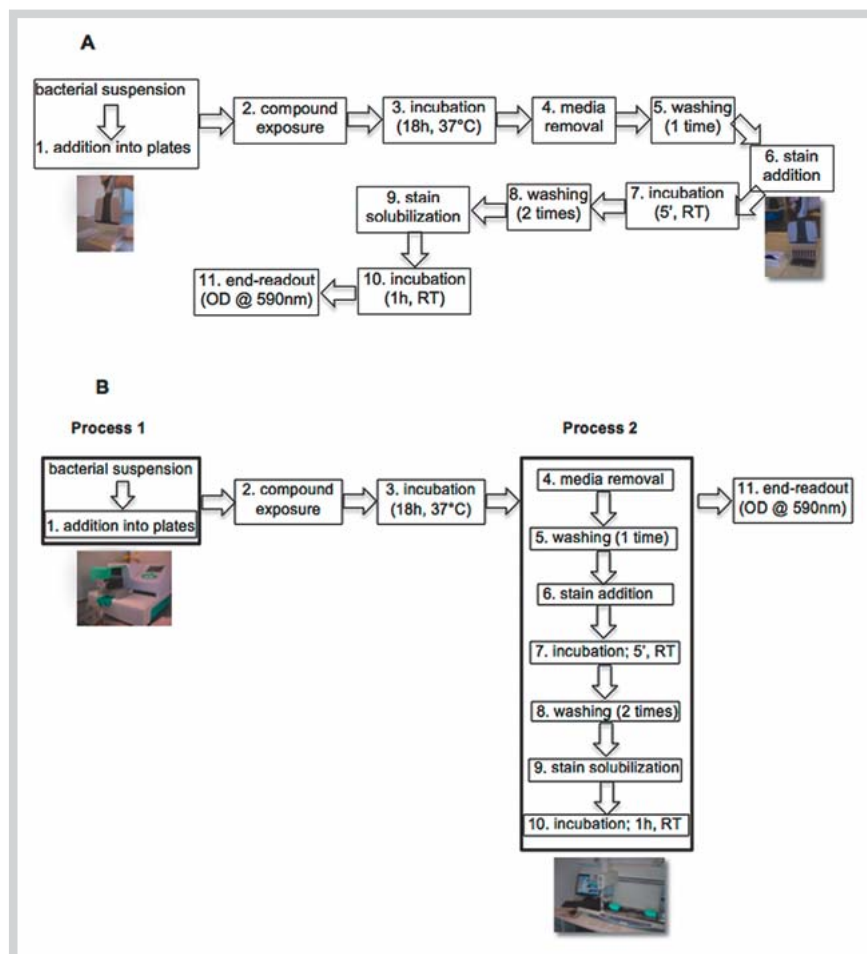 A
bacterial suspension
1. addition into plates
2. compound
exposure
3. incubation
(18h, 37°C)
4. media
removal
5. washing
(1 time)
6. stain
addition
7. incubation
(5', RT)
8. washing
(2 times)
9. stain
solubilization
10. incubation
(1h, RT)
11. end-readout
(OD @ 590nm)
B
Process 1
Process 2
bacterial suspension
1. addition into plates
2. compound
exposure
3. incubation
(18h, 37°C)
4. media removal
5. washing (1 time)
6. stain addition
7. incubation; 5', RT
8. washing (2 times)
9. stain solubilization
10. incubation; 1h, RT
11. end-readout
(OD @ 590nm)